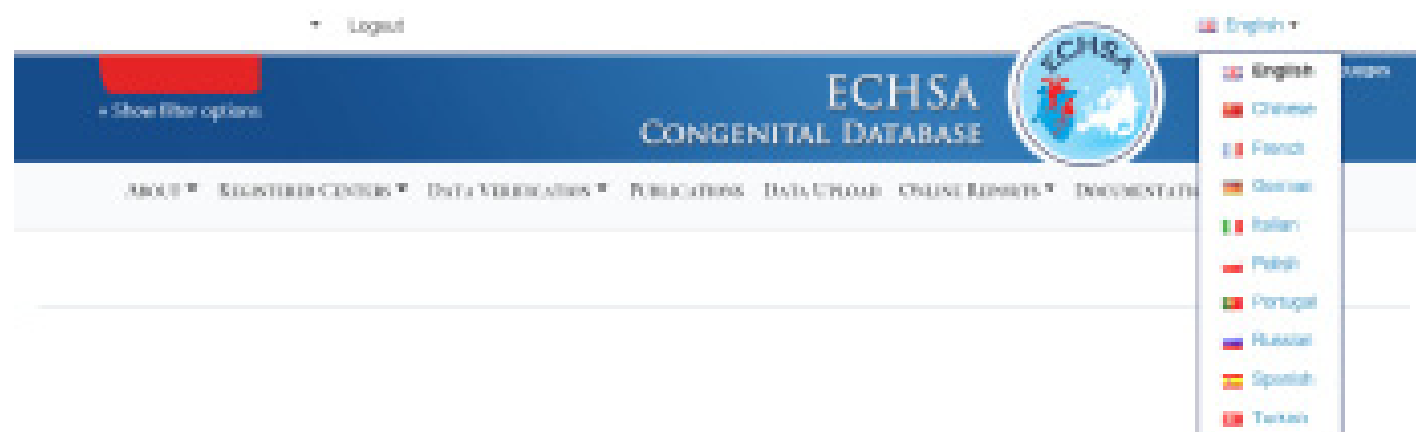 Logout
English
+ Show filter options
ECHSA
CONGENITAL DATABASE
ECHSA
ABOUT REGISTERED CENTERS DATA VERIFICATION PUBLICATIONS DATA UPLOAD ONLINE REPORTS DOCUMENTATI
English
Chinese
French
German
Italian
Polish
Portugal
Russian
Spanish
Turkish